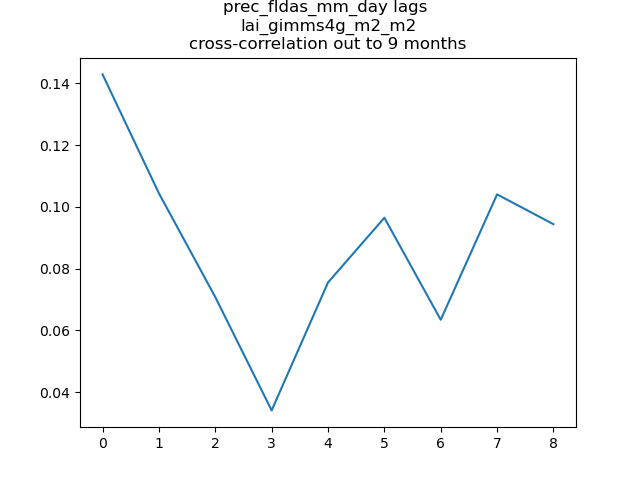 prec_fldas_mm_day lags
lai_gimms4g_m2_m2
cross-correlation out to 9 months
0.14
0.12
0.10
0.08
0.06
0.04
0 1 2 3 4 5 6 7 8